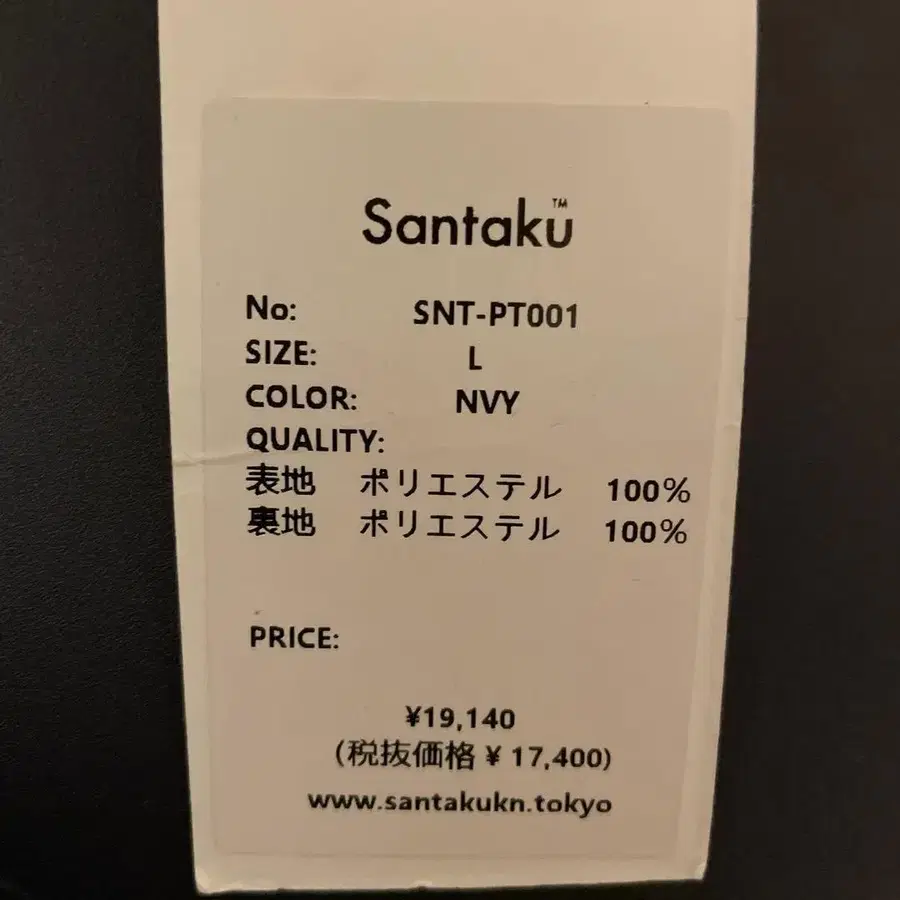 Santaku™
No: SNT-PT001
SIZE: L
COLOR: NVY
QUALITY:
表地 ポリエステル 100%
裏地 ポリエステル 100%
PRICE:
¥19,140
(税抜価格 ¥ 17,400)
www.santakukn.tokyo